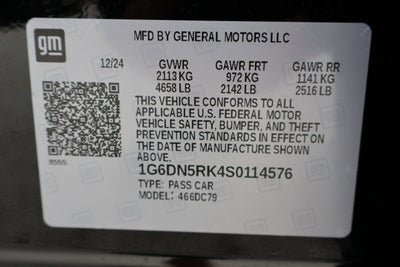 gm
MFD BY GENERAL MOTORS LLC
12/24 GVWR GAWR FRT GAWR RR
2113 KG 972 KG 1141 KG
4658 LB 2142 LB 2516 LB
THIS VEHICLE CONFORMS TO ALL
APPLICABLE U.S. FEDERAL MOTOR
VEHICLE SAFETY, BUMPER, AND THEFT
PREVENTION STANDARDS IN EFFECT ON
THE DATE OF MANUFACTURE SHOWN
ABOVE.
8555
1G6DN5RK4S0114576
TYPE: PASS CAR
MODEL: 466DC79